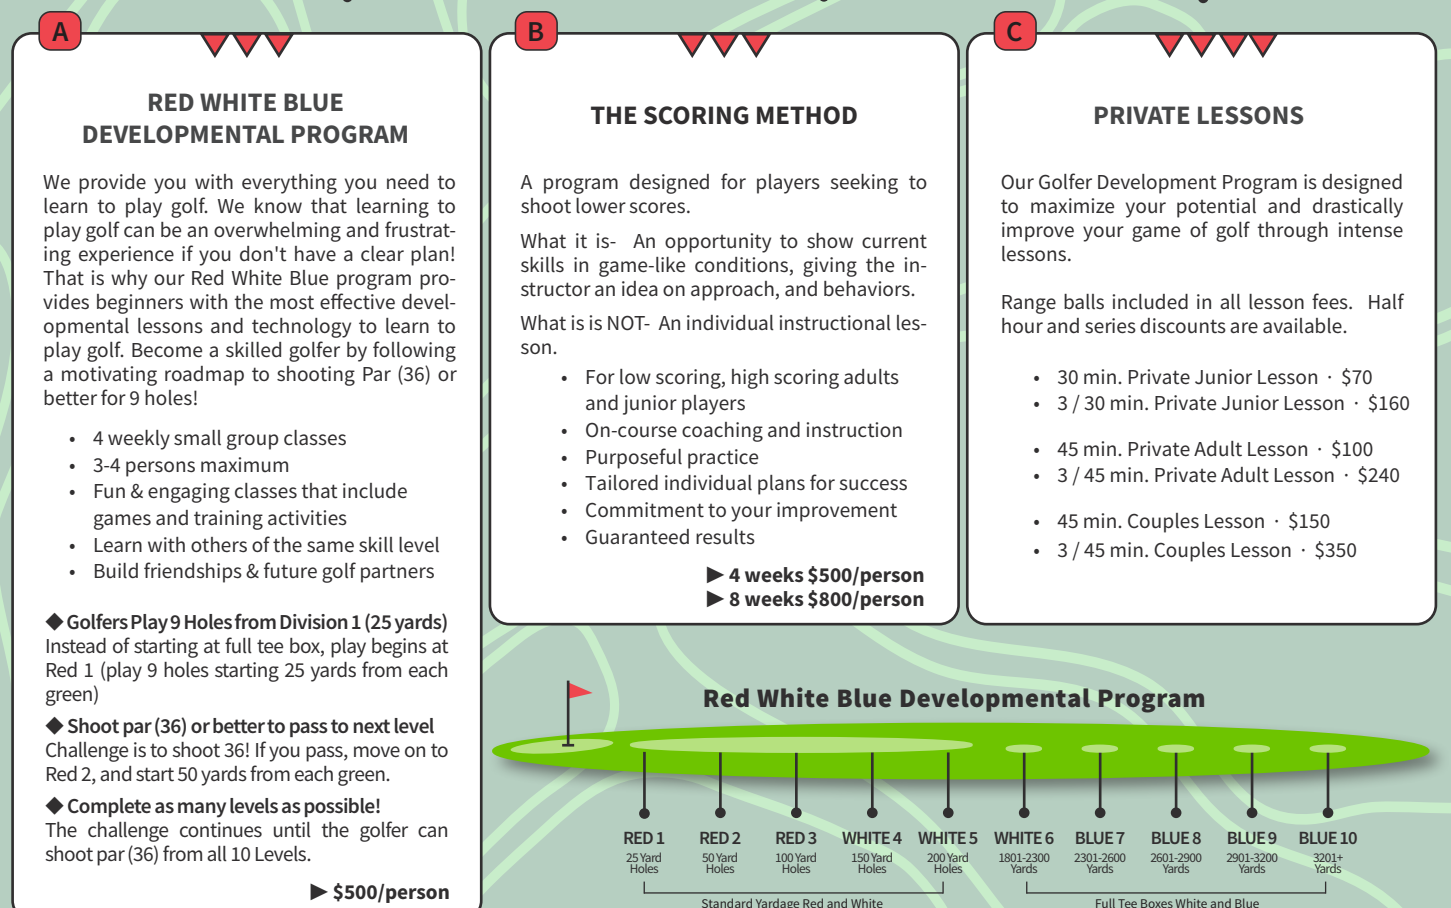 A
RED WHITE BLUE
DEVELOPMENTAL PROGRAM
We provide you with everything you need to
learn to play golf. We know that learning to
play golf can be an overwhelming and frustrat-
ing experience if you don't have a clear plan!
That is why our Red White Blue program pro-
vides beginners with the most effective devel-
opmental lessons and technology to learn to
play golf. Become a skilled golfer by following
a motivating roadmap to shooting Par (36) or
better for 9 holes!
• 4 weekly small group classes
• 3-4 persons maximum
• Fun & engaging classes that include
games and training activities
• Learn with others of the same skill level
• Build friendships & future golf partners
◆ Golfers Play 9 Holes from Division 1 (25 yards)
Instead of starting at full tee box, play begins at
Red 1 (play 9 holes starting 25 yards from each
green)
◆ Shoot par (36) or better to pass to next level
Challenge is to shoot 36! If you pass, move on to
Red 2, and start 50 yards from each green.
◆ Complete as many levels as possible!
The challenge continues until the golfer can
shoot par (36) from all 10 Levels.
▶ $500/person
B
THE SCORING METHOD
A program designed for players seeking to
shoot lower scores.
What it is- An opportunity to show current
skills in game-like conditions, giving the in-
structor an idea on approach, and behaviors.
What is is NOT- An individual instructional les-
son.
• For low scoring, high scoring adults
and junior players
• On-course coaching and instruction
• Purposeful practice
• Tailored individual plans for success
• Commitment to your improvement
• Guaranteed results
▶ 4 weeks $500/person
▶ 8 weeks $800/person
C
PRIVATE LESSONS
Our Golfer Development Program is designed
to maximize your potential and drastically
improve your game of golf through intense
lessons.
Range balls included in all lesson fees. Half
hour and series discounts are available.
• 30 min. Private Junior Lesson · $70
• 3 / 30 min. Private Junior Lesson · $160
• 45 min. Private Adult Lesson · $100
• 3 / 45 min. Private Adult Lesson · $240
• 45 min. Couples Lesson · $150
• 3 / 45 min. Couples Lesson · $350
Red White Blue Developmental Program
RED 1 RED 2 RED 3 WHITE 4 WHITE 5 WHITE 6 BLUE 7 BLUE 8 BLUE 9 BLUE 10
25 Yard 50 Yard 100 Yard 150 Yard 200 Yard 1801-2300 2301-2600 2601-2900 2901-3200 3201+
Holes Holes Holes Holes Holes Yards Yards Yards Yards Yards
Standard Yardage Red and White Full Tee Boxes White and Blue